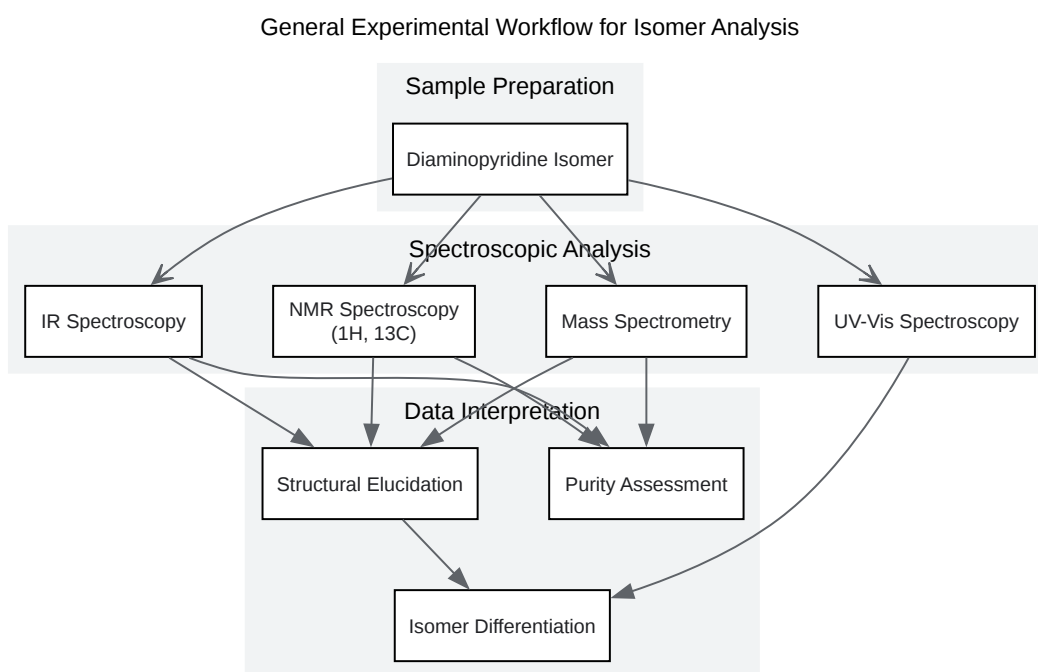 General Experimental Workflow for Isomer Analysis
Sample Preparation
Diaminopyridine Isomer
Spectroscopic Analysis
IR Spectroscopy
NMR Spectroscopy
(1H, 13C)
Mass Spectrometry
UV-Vis Spectroscopy
Data Interpretation
Structural Elucidation
Purity Assessment
Isomer Differentiation